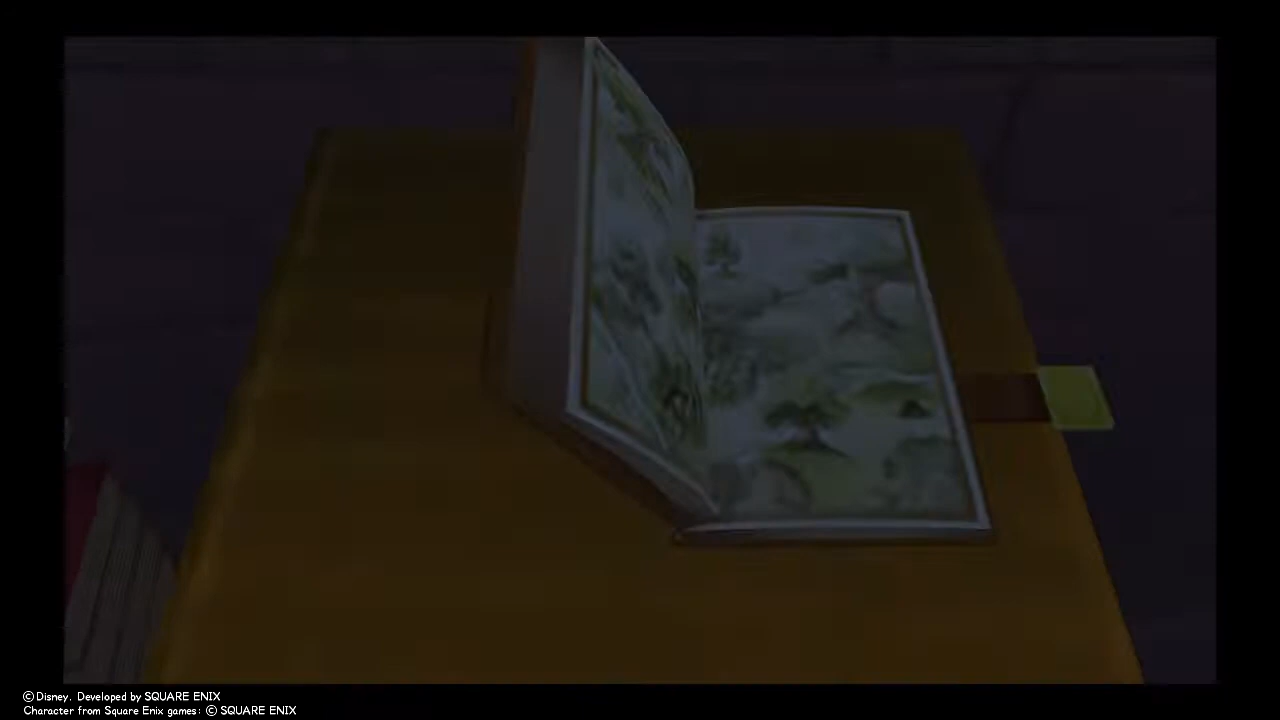 ©Disney. Developed by SQUARE ENIX
Character from Square Enix games: © SQUARE ENIX